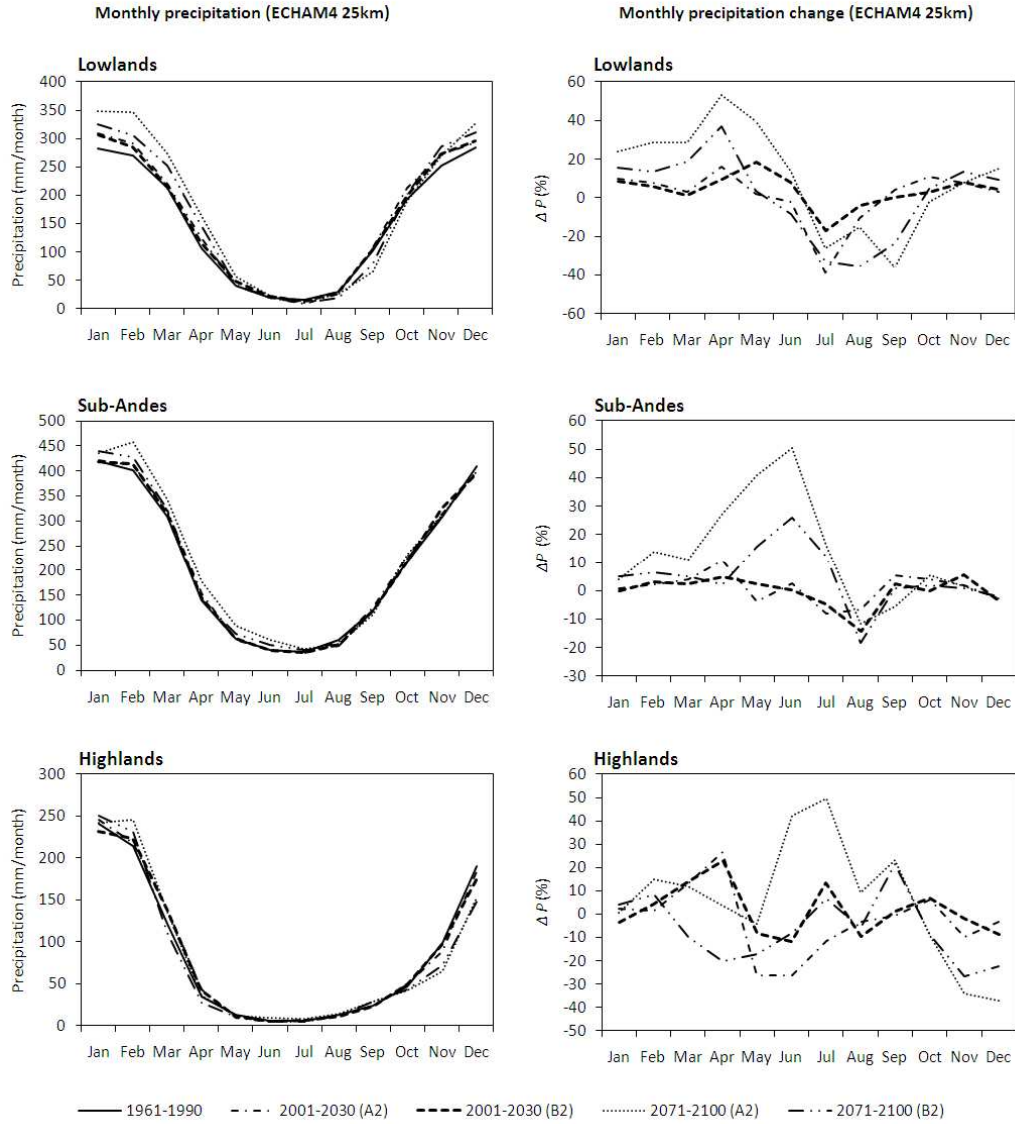 Monthly precipitation (ECHAM4 25km)
Monthly precipitation change (ECHAM4 25km)
Lowlands
400
350
300
250
200
150
100
50
0
Precipitation (mm/month)
Jan Feb Mar Apr May Jun Jul Aug Sep Oct Nov Dec
Lowlands
60
40
20
0
-20
-40
-60
Δ P (%)
Jan Feb Mar Apr May Jun Jul Aug Sep Oct Nov Dec
Sub-Andes
500
450
400
350
300
250
200
150
100
50
0
Precipitation (mm/month)
Jan Feb Mar Apr May Jun Jul Aug Sep Oct Nov Dec
Sub-Andes
60
50
40
30
20
10
0
-10
-20
-30
ΔP (%)
Jan Feb Mar Apr May Jun Jul Aug Sep Oct Nov Dec
Highlands
300
250
200
150
100
50
0
Precipitation (mm/month)
Jan Feb Mar Apr May Jun Jul Aug Sep Oct Nov Dec
Highlands
60
50
40
30
20
10
0
-10
-20
-30
-40
-50
Δ P (%)
Jan Feb Mar Apr May Jun Jul Aug Sep Oct Nov Dec
1961-1990 2001-2030 (A2) 2001-2030 (B2) 2071-2100 (A2) 2071-2100 (B2)